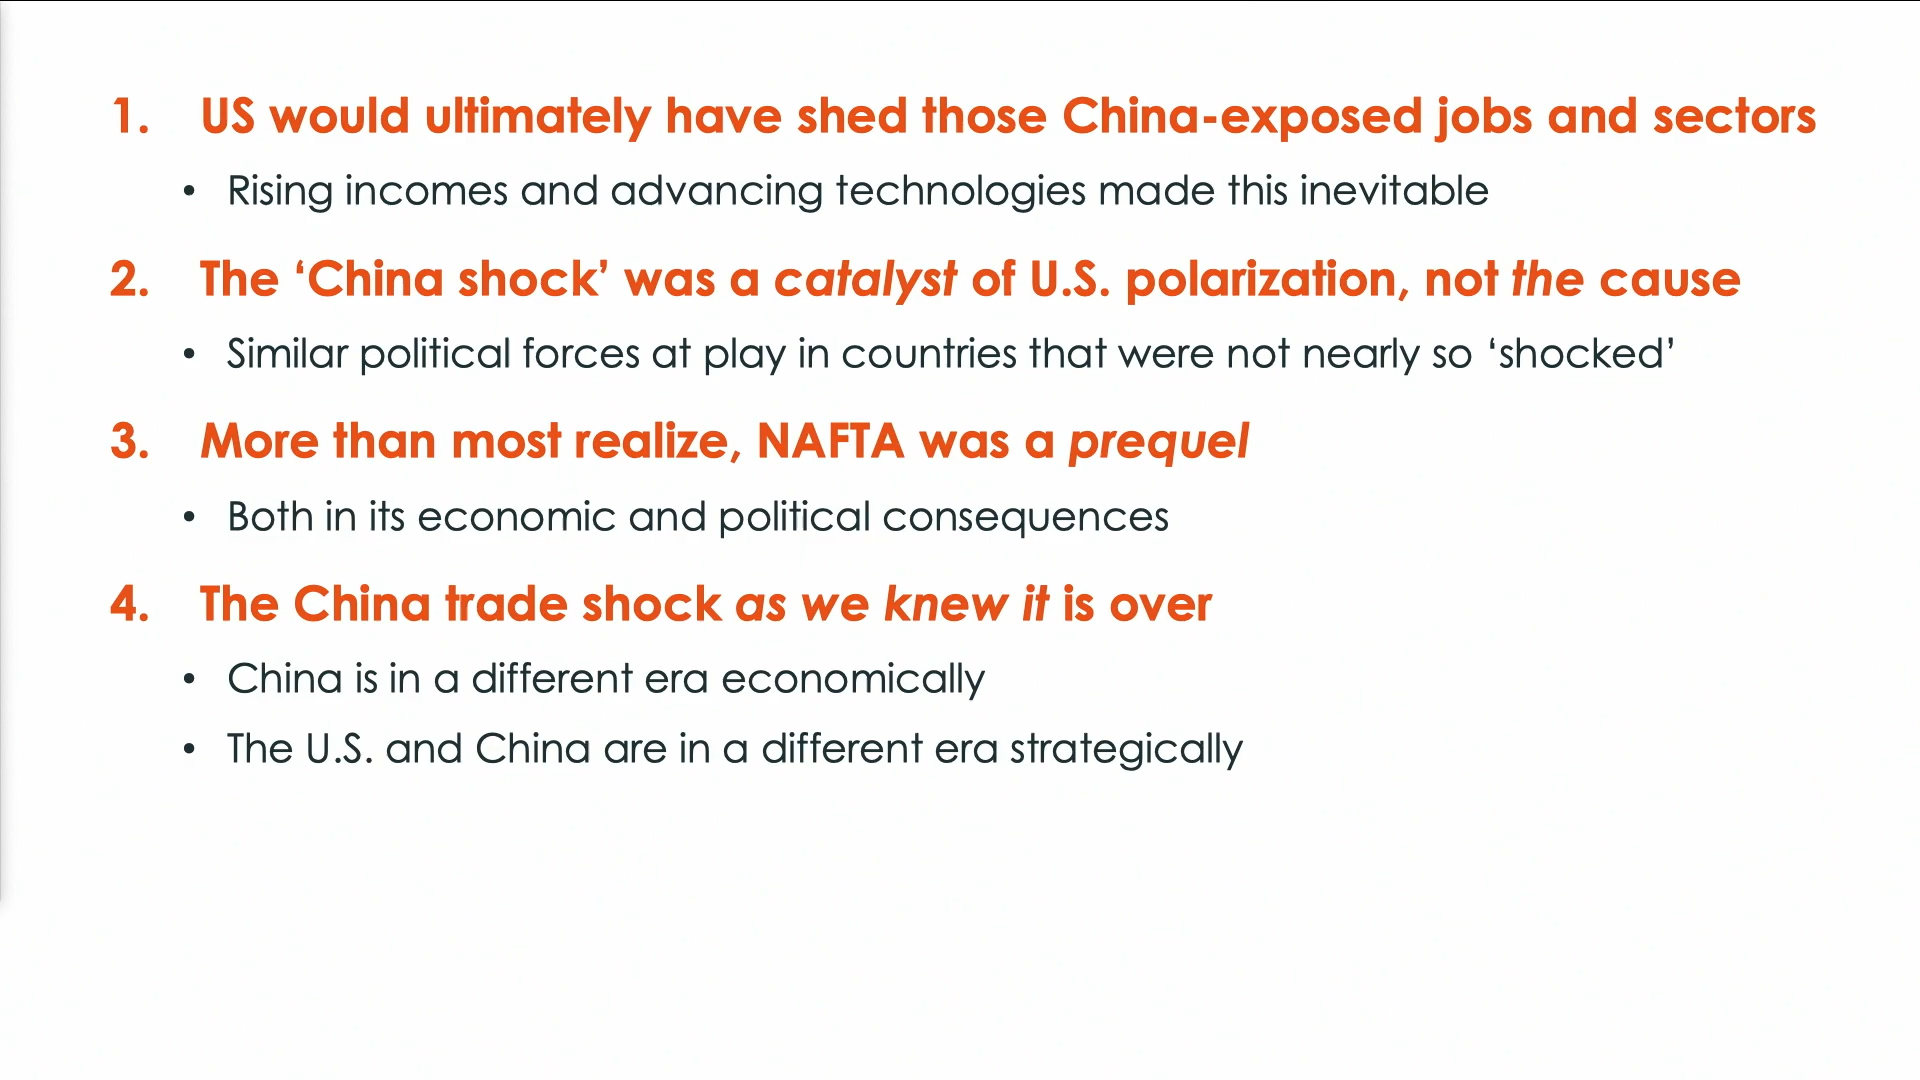 1. US would ultimately have shed those China-exposed jobs and sectors
• Rising incomes and advancing technologies made this inevitable
2. The ‘China shock’ was a catalyst of U.S. polarization, not the cause
• Similar political forces at play in countries that were not nearly so ‘shocked’
3. More than most realize, NAFTA was a prequel
• Both in its economic and political consequences
4. The China trade shock as we knew it is over
• China is in a different era economically
• The U.S. and China are in a different era strategically